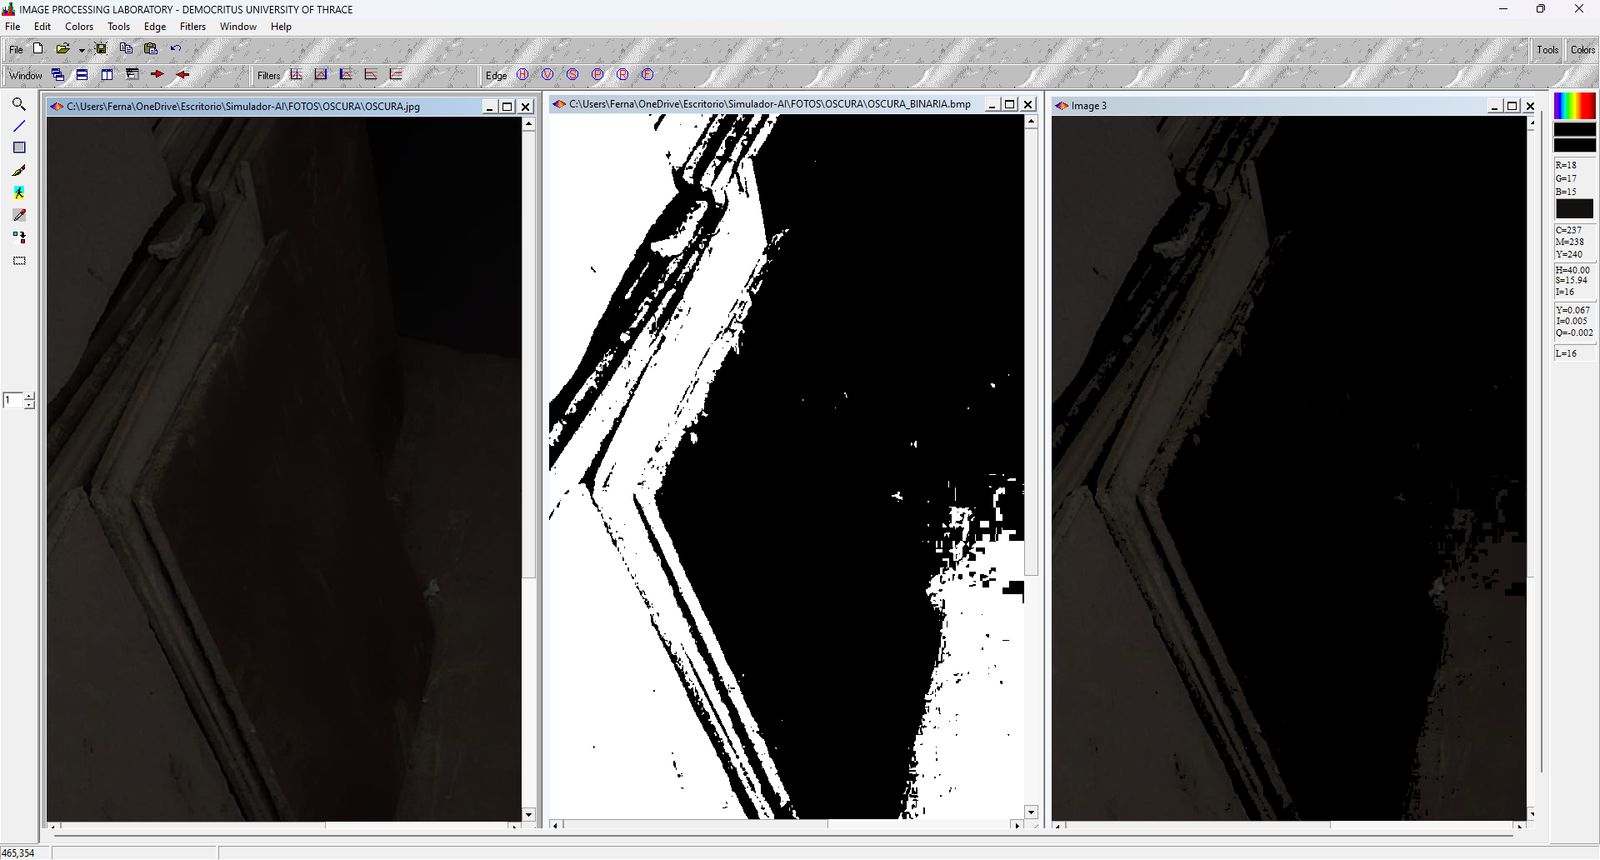 IMAGE PROCESSING LABORATORY - DEMOCRITUS UNIVERSITY OF THRACE
File Edit Colors Tools Edge Fitlers Window Help
File Tools Colors
Window Filters Edge
C:\Users\Ferna\OneDrive\Escritorio\Simulador-AI\FOTOS\OSCURA\OSCURA.jpg
C:\Users\Ferna\OneDrive\Escritorio\Simulador-AI\FOTOS\OSCURA\OSCURA_BINARIA.bmp
Image 3
H V S P R F
R=18
G=17
B=15
C=237
M=238
Y=240
H=40.00
S=15.94
I=16
Y=0.067
I=0.005
Q=-0.002
L=16
1
465,354